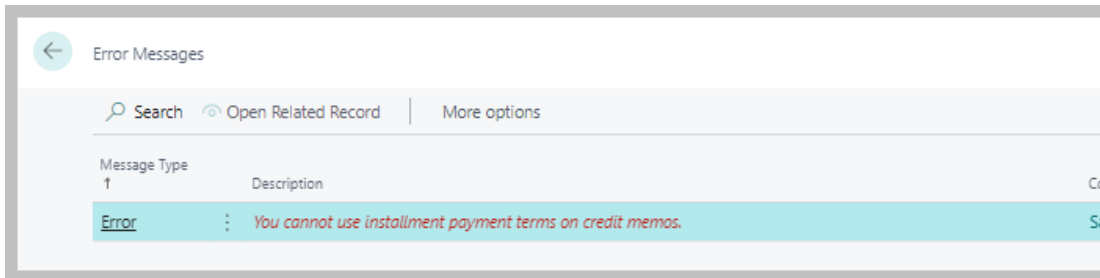 Error Messages
Search Open Related Record More options
Message Type
↑ Description
Error You cannot use installment payment terms on credit memos.